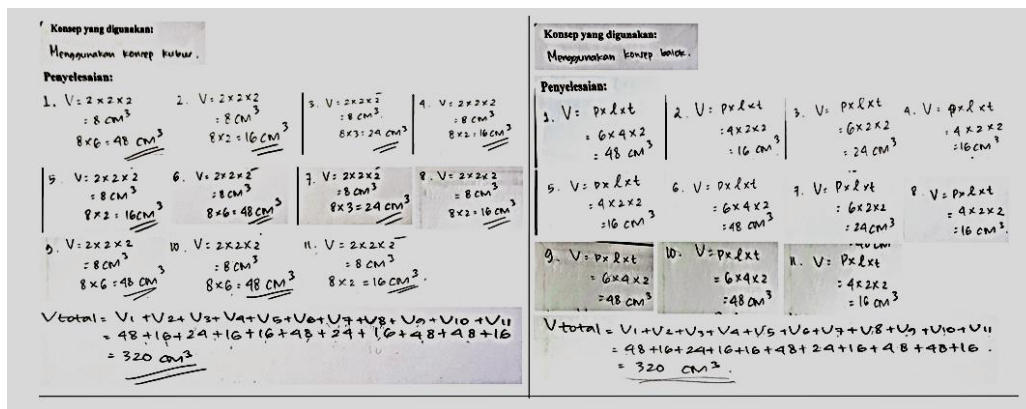 Konsep yang digunakan:
Menggunakan konsep kubus.
Penyelesaian:
1. V = 2 x 2 x 2
= 8 cm³
8 x 6 = 48 cm³
2. V = 2 x 2 x 2
= 8 cm³
8 x 2 = 16 cm³
3. V = 2 x 2 x 2
= 8 cm³
8 x 3 = 24 cm³
4. V = 2 x 2 x 2
= 8 cm³
8 x 2 = 16 cm³
5. V = 2 x 2 x 2
= 8 cm³
8 x 2 = 16 cm³
6. V = 2 x 2 x 2
= 8 cm³
8 x 6 = 48 cm³
7. V = 2 x 2 x 2
= 8 cm³
8 x 3 = 24 cm³
8. V = 2 x 2 x 2
= 8 cm³
8 x 2 = 16 cm³
9. V = 2 x 2 x 2
= 8 cm³
8 x 6 = 48 cm³
10. V = 2 x 2 x 2
= 8 cm³
8 x 6 = 48 cm³
11. V = 2 x 2 x 2
= 8 cm³
8 x 2 = 16 cm³.
V total = V1 + V2 + V3 + V4 + V5 + V6 + V7 + V8 + V9 + V10 + V11
= 48 + 16 + 24 + 16 + 16 + 48 + 24 + 16 + 48 + 48 + 16
= 320 cm³
Konsep yang digunakan:
Menggunakan konsep balok.
Penyelesaian:
1. V = p x l x t
= 6 x 4 x 2
= 48 cm³
2. V = p x l x t
= 4 x 2 x 2
= 16 cm³
3. V = p x l x t
= 6 x 2 x 2
= 24 cm³
4. V = p x l x t
= 4 x 2 x 2
= 16 cm³
5. V = p x l x t
= 4 x 2 x 2
= 16 cm³
6. V = p x l x t
= 6 x 4 x 2
= 48 cm³
7. V = p x l x t
= 6 x 2 x 2
= 24 cm³
8. V = p x l x t
= 4 x 2 x 2
= 16 cm³.
9. V = p x l x t
= 6 x 4 x 2
= 48 cm³
10. V = p x l x t
= 6 x 4 x 2
= 48 cm³
11. V = p x l x t
= 4 x 2 x 2
= 16 cm³
V total = V1 + V2 + V3 + V4 + V5 + V6 + V7 + V8 + V9 + V10 + V11
= 48 + 16 + 24 + 16 + 16 + 48 + 24 + 16 + 48 + 48 + 16.
= 320 cm³.